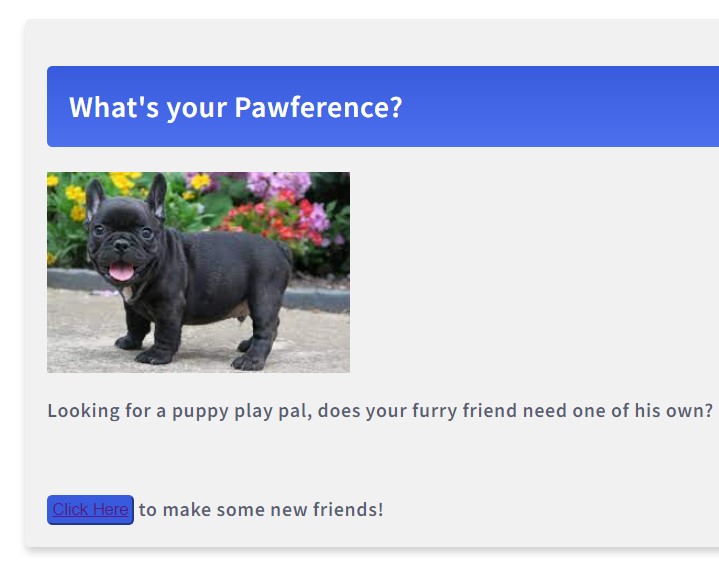 What's your Pawference?
Looking for a puppy play pal, does your furry friend need one of his own?
Click Here to make some new friends!